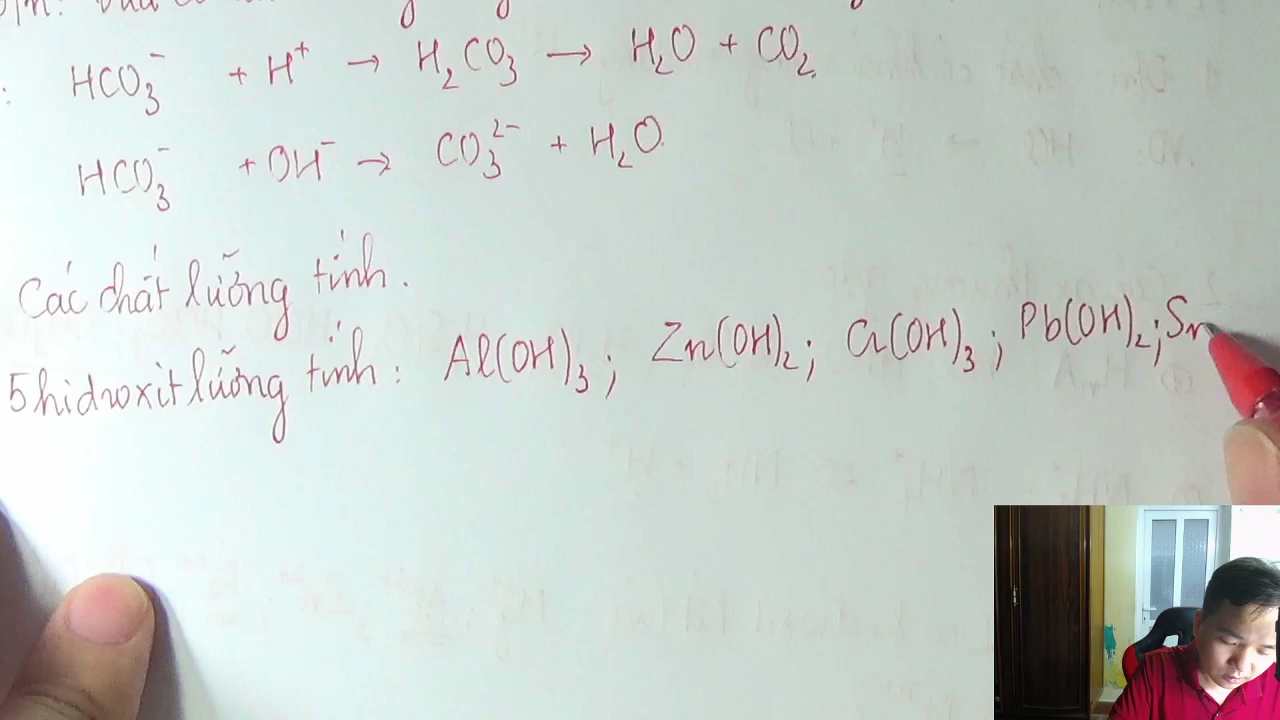 HCO₃⁻ + H⁺ → H₂CO₃ → H₂O + CO₂.
HCO₃⁻ + OH⁻ → CO₃²⁻ + H₂O.
Các chất lưỡng tính.
5 hidroxit lưỡng tính: Al(OH)₃; Zn(OH)₂; Cr(OH)₃; Pb(OH)₂; Sn